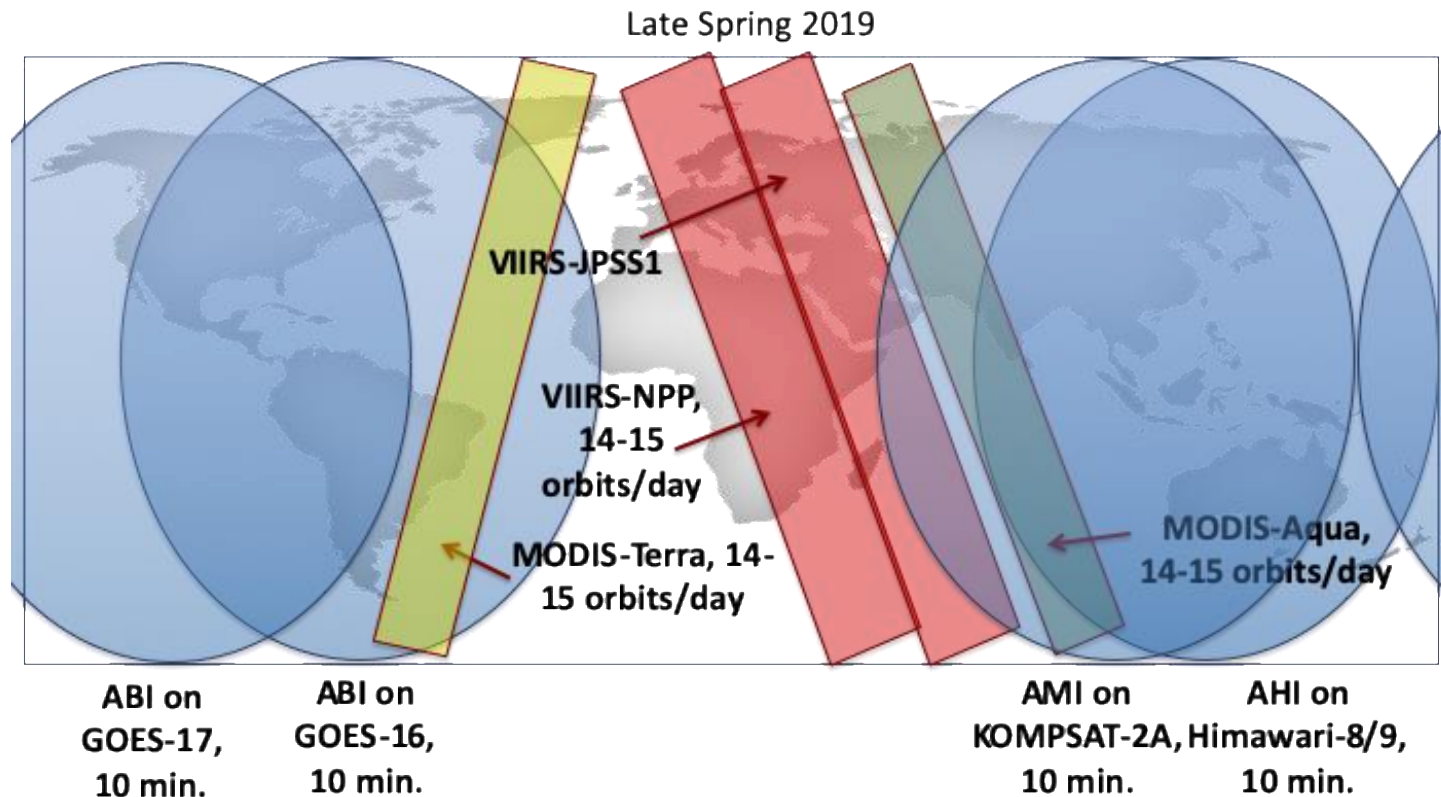 Late Spring 2019
VIIRS-JPSS1
VIIRS-NPP,
14-15
orbits/day
MODIS-Terra, 14-
15 orbits/day
MODIS-Aqua,
14-15 orbits/day
ABI on
GOES-17,
10 min.
ABI on
GOES-16,
10 min.
AMI on
KOMPSAT-2A,
10 min.
AHI on
Himawari-8/9,
10 min.